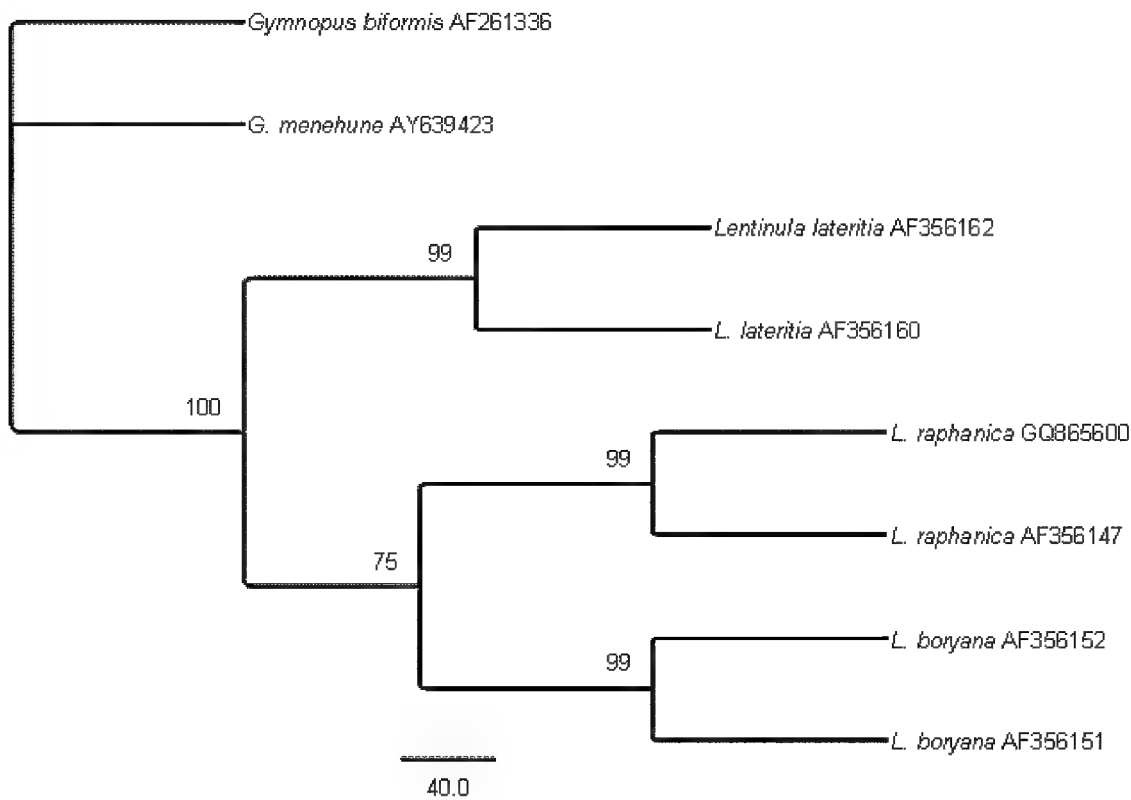 Gymnopus biformis AF261336
G. menehune AY639423
Lentinula lateritia AF356162
99
L. lateritia AF356160
100
L. raphanica GQ865600
99
L. raphanica AF356147
75
L. boryana AF356152
99
L. boryana AF356151
40.0